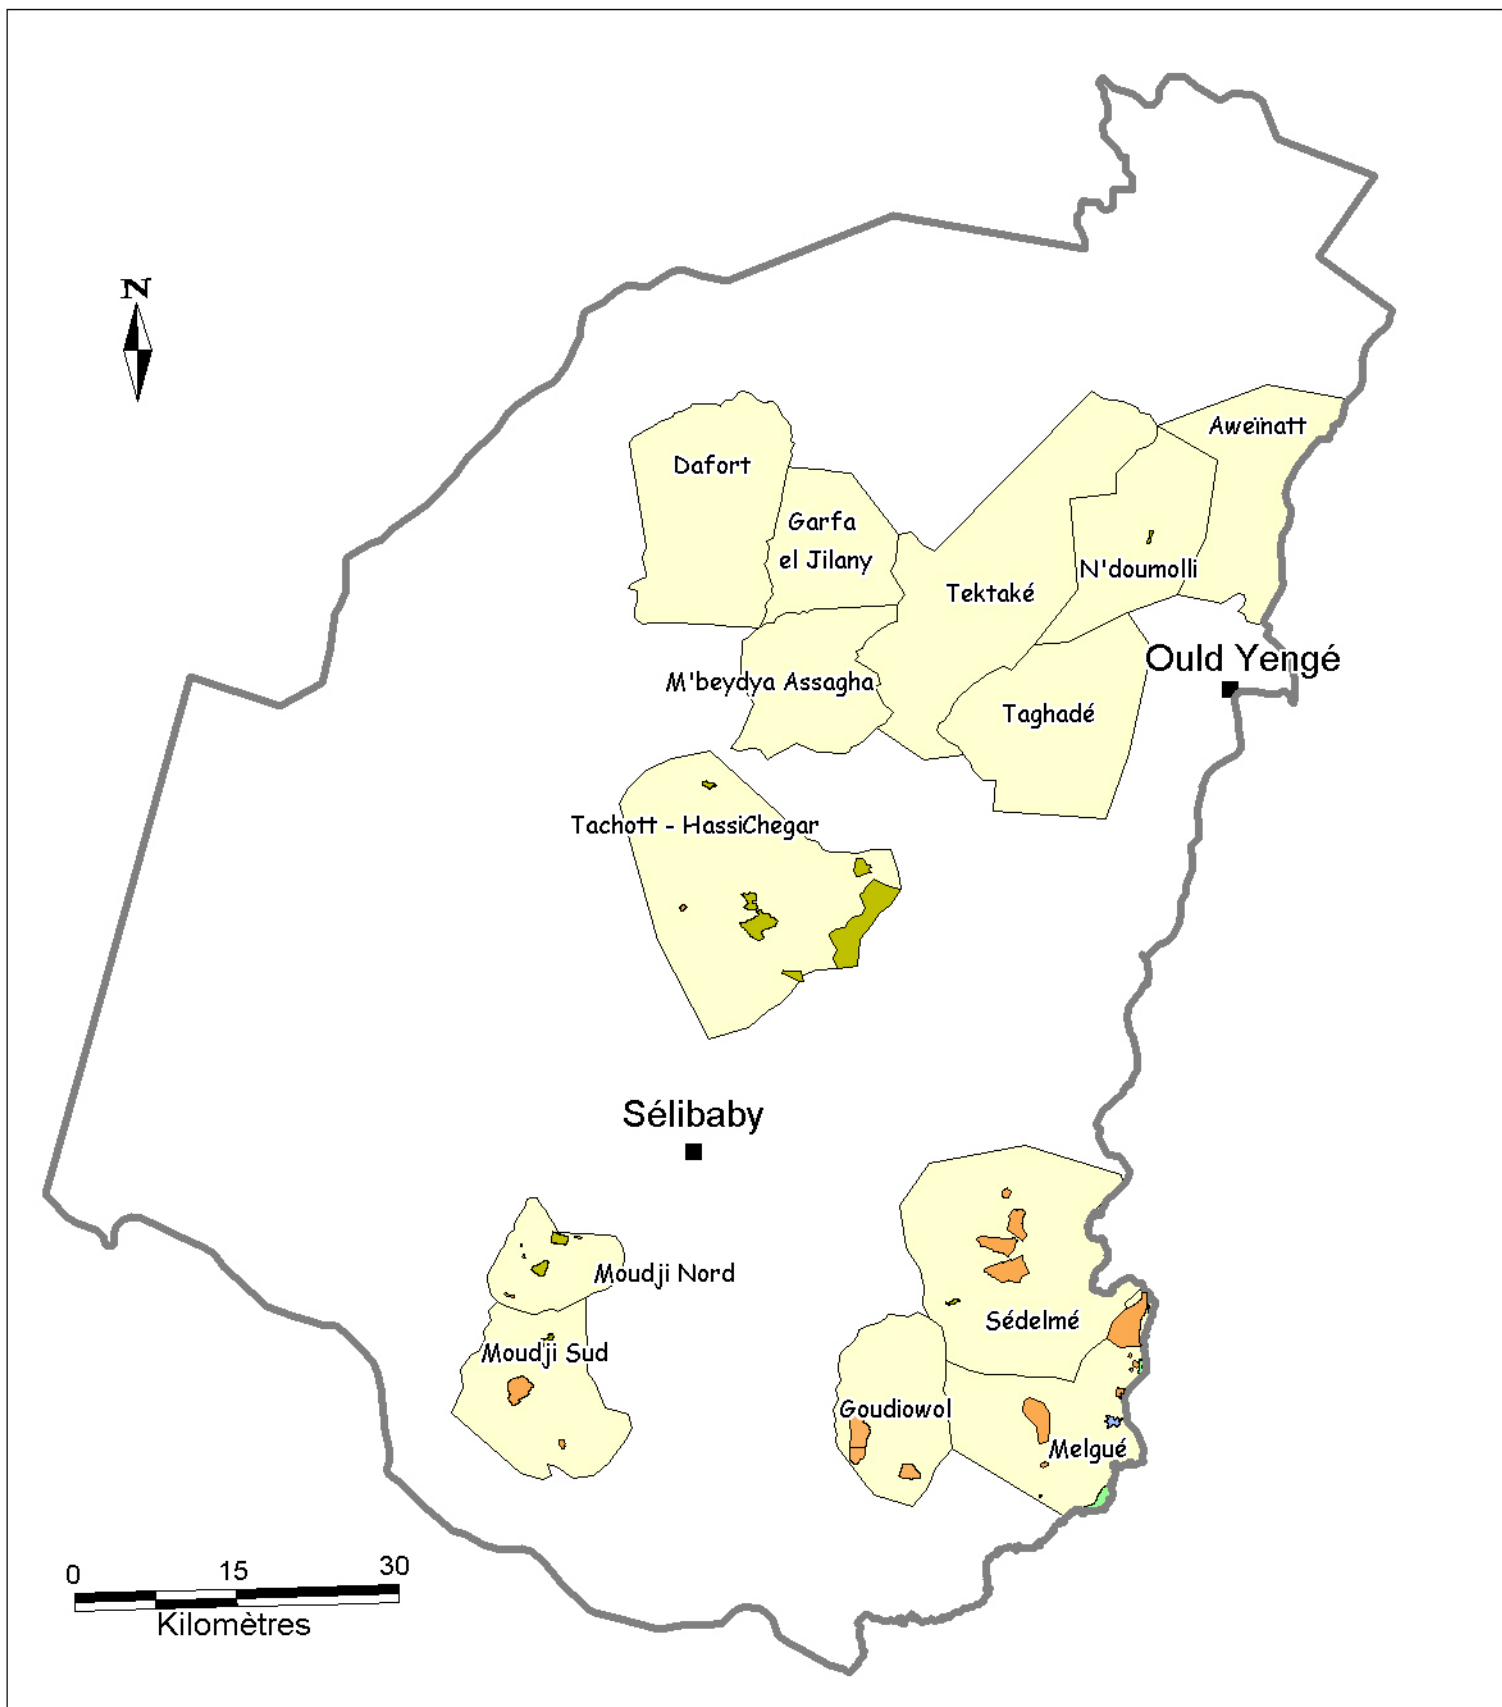 N
Aweïnatt
Dafort
Garfa
el Jilany
N'doumolli
Tektaké
Ould Yengé
M'beydya Assagha
Taghadé
Tachott - HassiChegar
Sélibaby
Moudji Nord
Sédelmé
Moudji Sud
Goudiowol
Melgué
0 15 30
Kilomètres